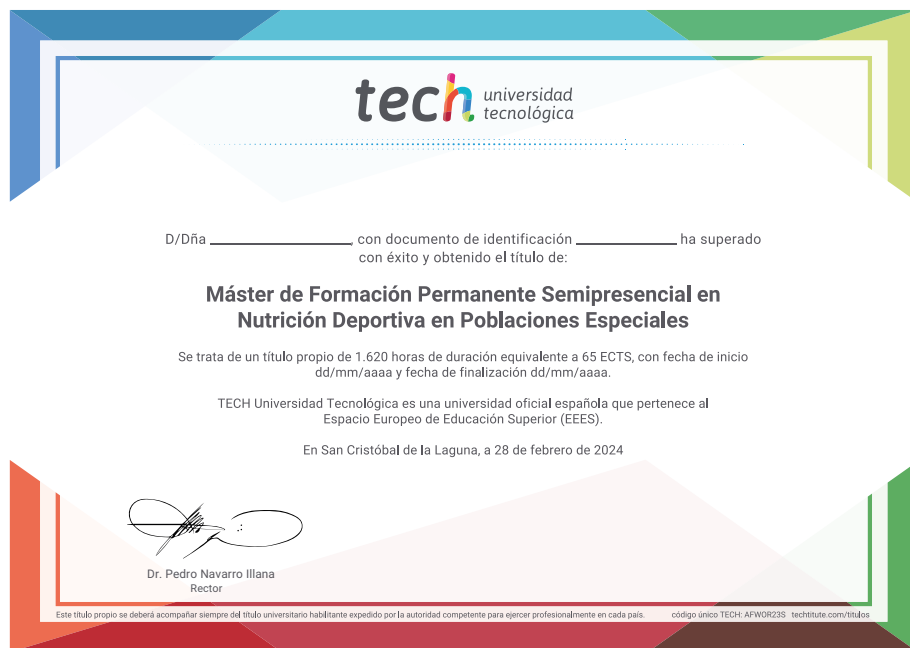 tech universidad
tecnológica
D/Dña ____________, con documento de identificación ____________ ha superado
con éxito y obtenido el título de:
Máster de Formación Permanente Semipresencial en
Nutrición Deportiva en Poblaciones Especiales
Se trata de un título propio de 1.620 horas de duración equivalente a 65 ECTS, con fecha de inicio
dd/mm/aaaa y fecha de finalización dd/mm/aaaa.
TECH Universidad Tecnológica es una universidad oficial española que pertenece al
Espacio Europeo de Educación Superior (EEES).
En San Cristóbal de la Laguna, a 28 de febrero de 2024
Dr. Pedro Navarro Illana
Rector
Este título propio se deberá acompañar siempre del título universitario habilitante expedido por la autoridad competente para ejercer profesionalmente en cada país. código único TECH: AFWOR23S techtitute.com/titulos